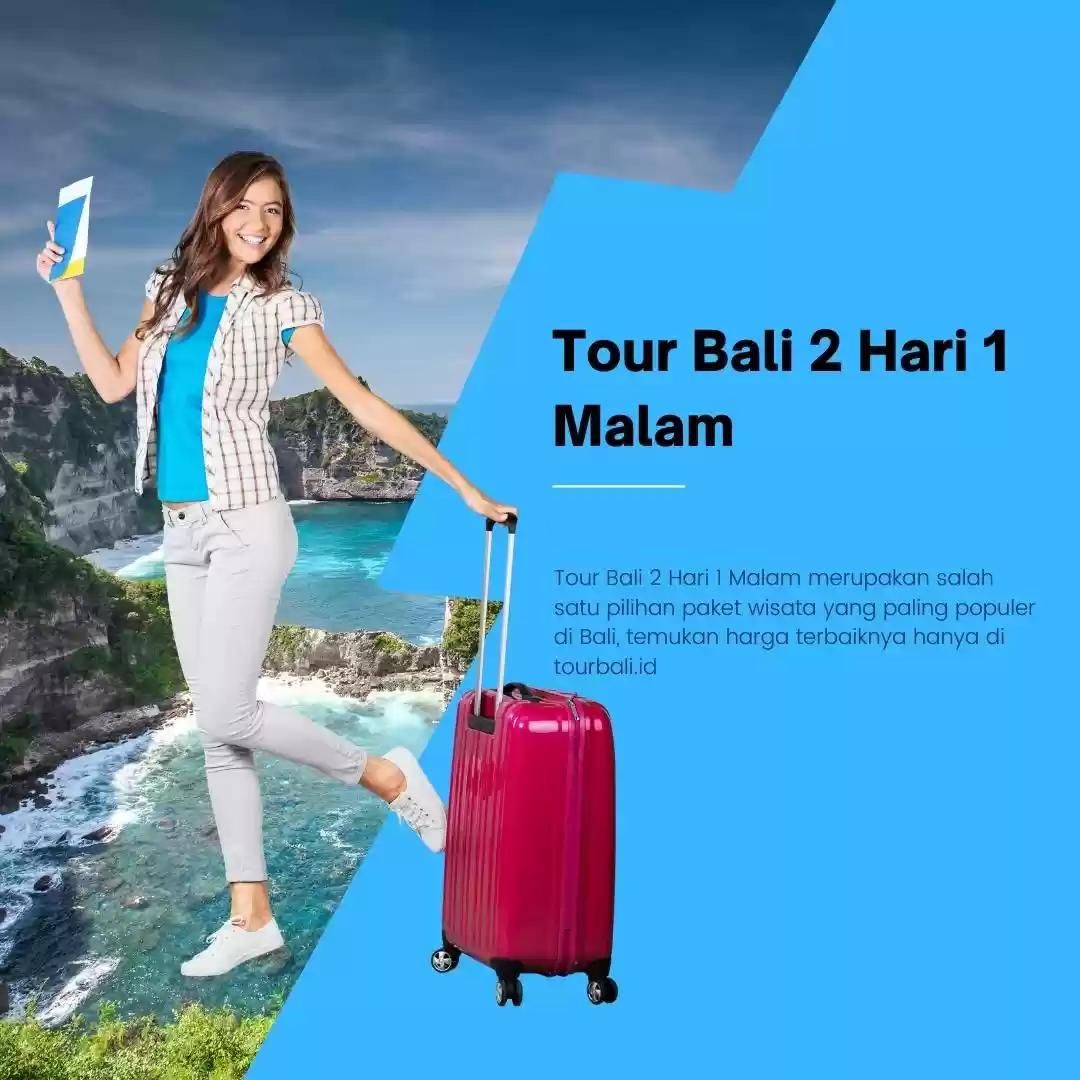 Tour Bali 2 Hari 1
Malam
Tour Bali 2 Hari 1 Malam merupakan salah
satu pilihan paket wisata yang paling populer
di Bali, temukan harga terbaiknya hanya di
tourbali.id